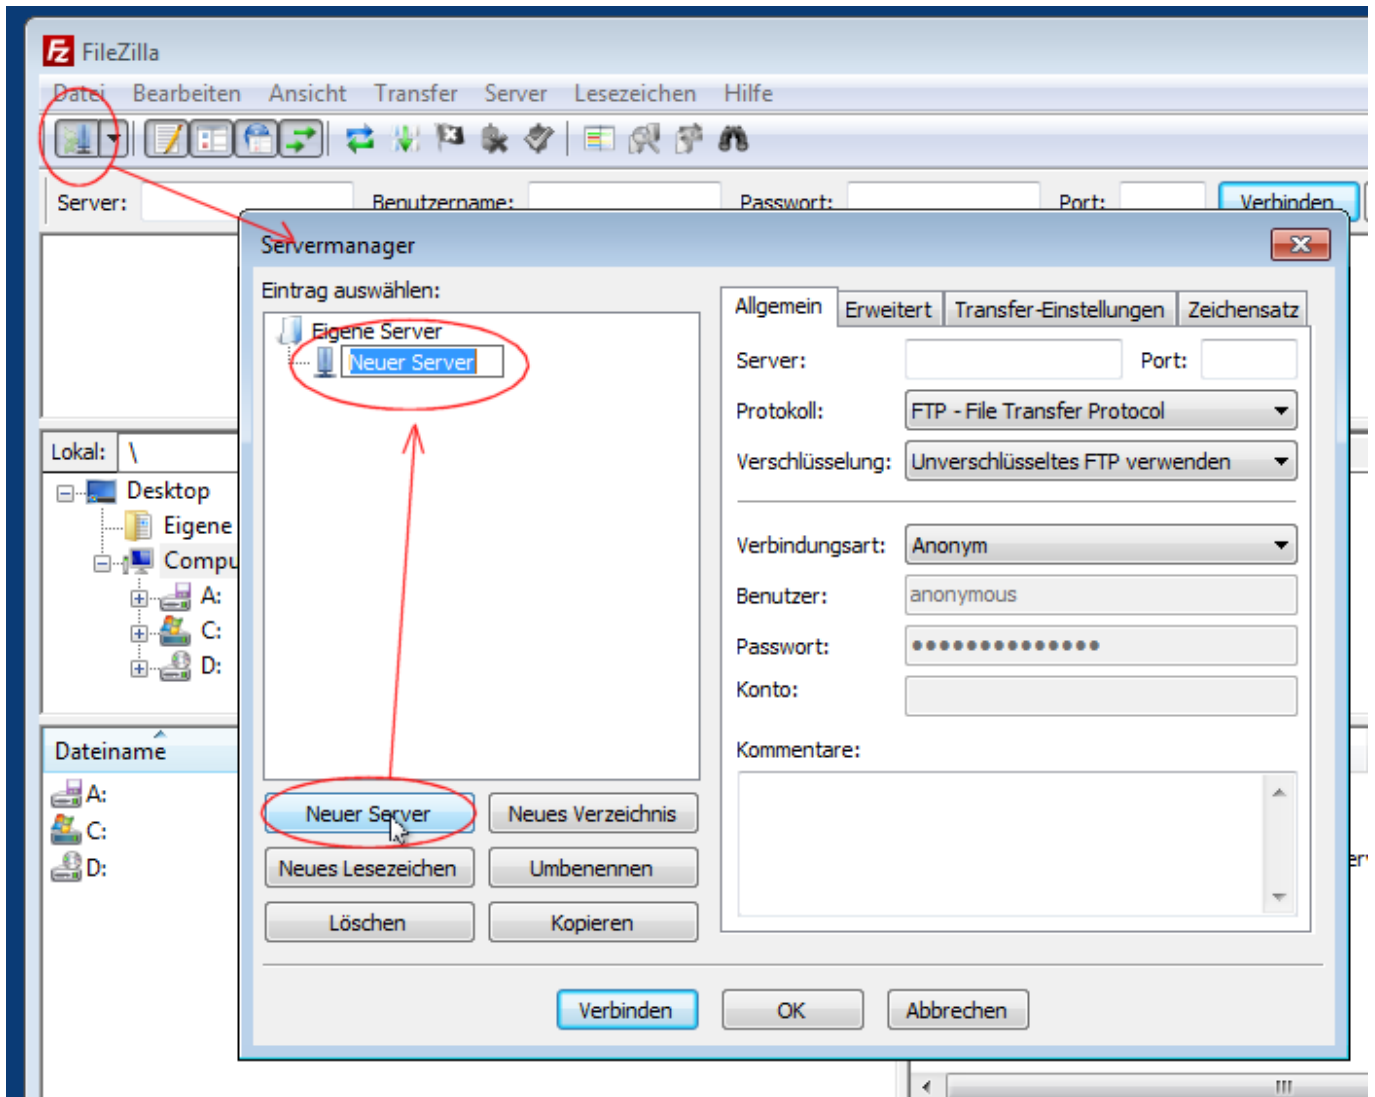 FileZilla
Datei Bearbeiten Ansicht Transfer Server Lesezeichen Hilfe
Server: Benutzername: Passwort: Port: Verbinden
Servermanager
Eintrag auswählen:
Eigene Server
Neuer Server
Allgemein Erweitert Transfer-Einstellungen Zeichensatz
Server: Port:
Protokoll: FTP - File Transfer Protocol
Verschlüsselung: Unverschlüsseltes FTP verwenden
Verbindungsart: Anonym
Benutzer: anonymous
Passwort: ●●●●●●●●●●●●●●
Konto:
Kommentare:
Neuer Server Neues Verzeichnis
Neues Lesezeichen Umbenennen
Löschen Kopieren
Verbinden OK Abbrechen
Lokal: \
Desktop
Eigene
Compu
A:
C:
D:
Dateiname
A:
C:
D: